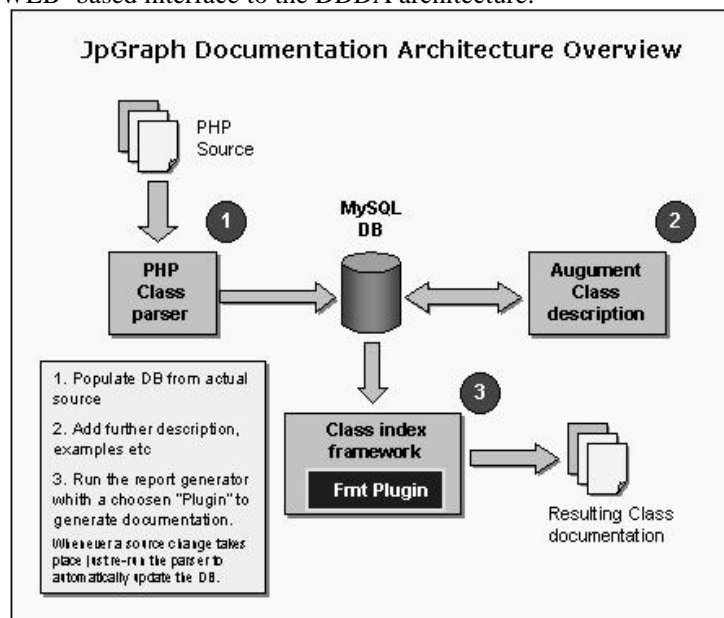 WEB- based interface to the DDDA architecture.
JpGraph Documentation Architecture Overview
PHP
Source
1
MySQL
DB
2
PHP
Class
parser
Augument
Class
description
1. Populate DB from actual
source
2. Add further description,
examples etc
3. Run the report generator
whith a choosen "Plugin" to
generate documentation.
Whenever a source change takes
place just re-run the parser to
automatically update the DB.
3
Class index
framework
Fmt Plugin
Resulting Class
documentation